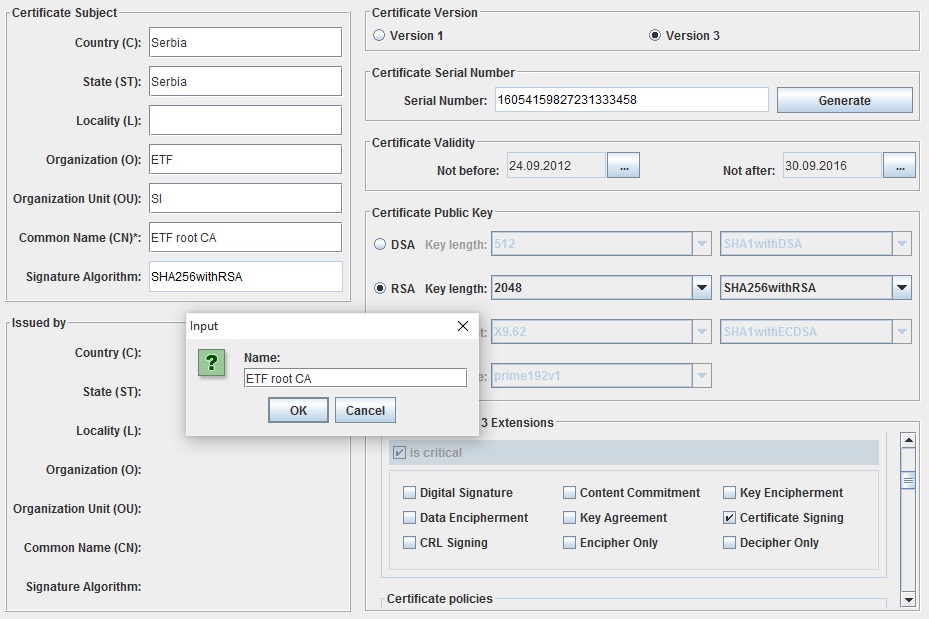 Certificate Subject
Country (C): Serbia
State (ST): Serbia
Locality (L):
Organization (O): ETF
Organization Unit (OU): SI
Common Name (CN)*: ETF root CA
Signature Algorithm: SHA256withRSA
Issued by
Country (C):
State (ST):
Locality (L):
Organization (O):
Organization Unit (OU):
Common Name (CN):
Signature Algorithm:
Input
Name:
ETF root CA
OK Cancel
Certificate Version
Version 1 Version 3
Certificate Serial Number
Serial Number: 16054159827231333458 Generate
Certificate Validity
Not before: 24.09.2012 ... Not after: 30.09.2016 ...
Certificate Public Key
DSA Key length: 512 SHA1withDSA
RSA Key length: 2048 SHA256withRSA
t: X9.62 SHA1withECDSA
e: prime192v1
3 Extensions
is critical
Digital Signature Content Commitment Key Encipherment
Data Encipherment Key Agreement Certificate Signing
CRL Signing Encipher Only Decipher Only
Certificate policies